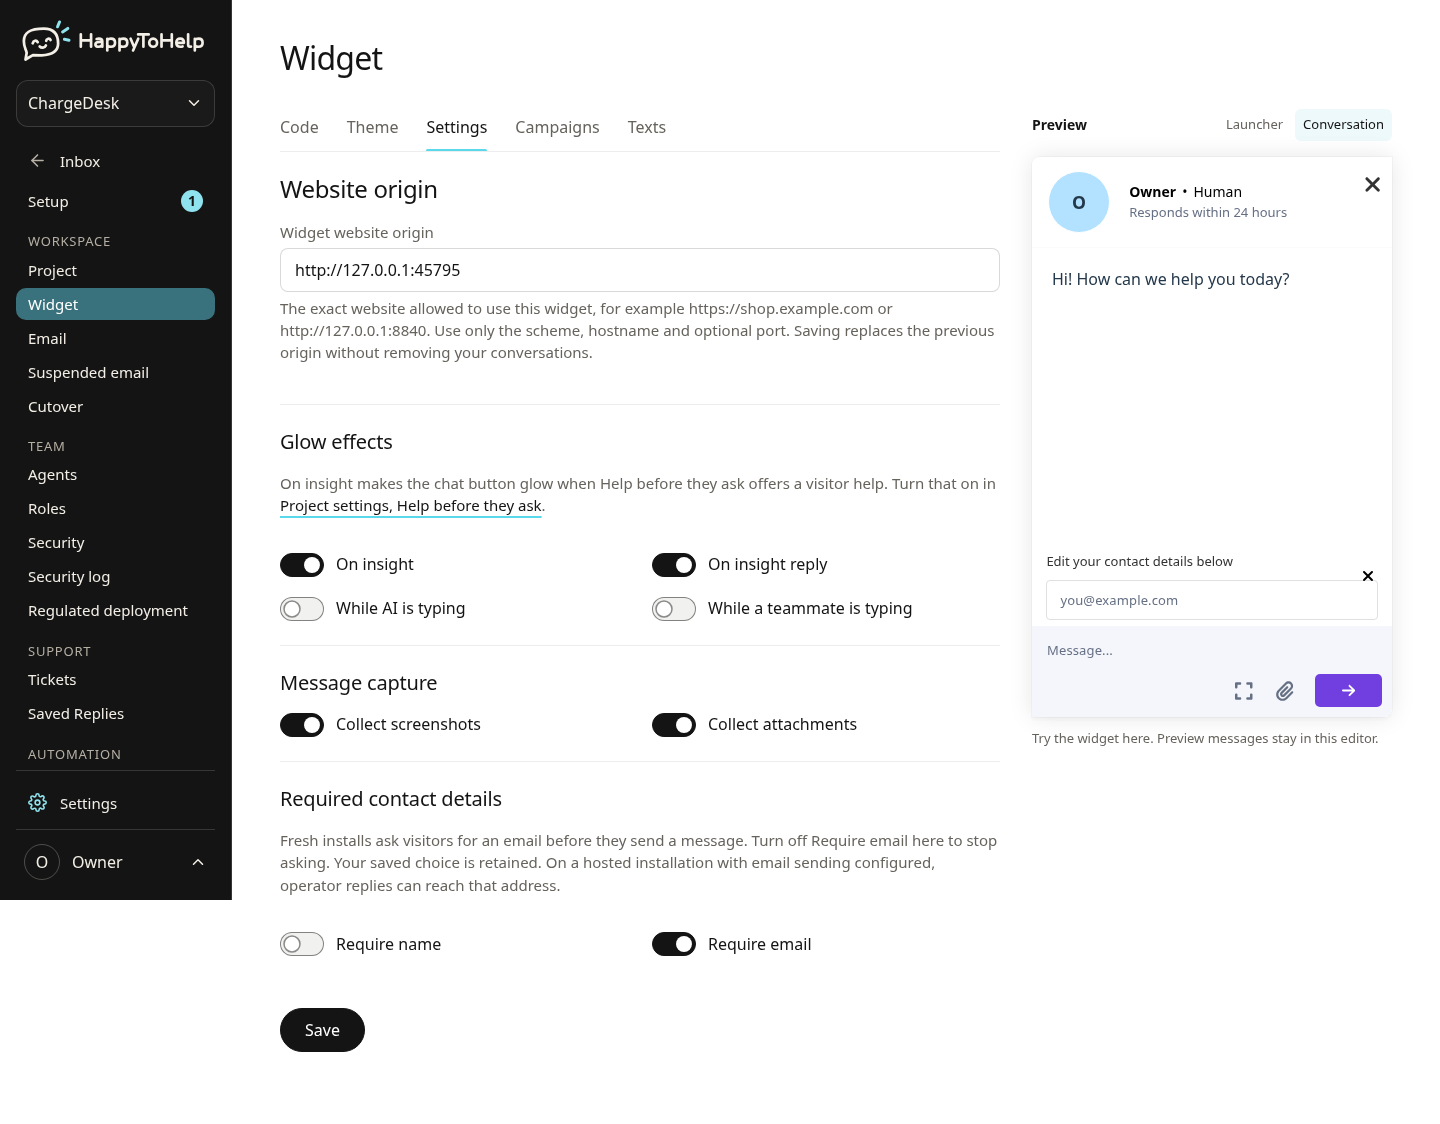 HappyToHelp
ChargeDesk
Inbox
Setup
1
WORKSPACE
Project
Widget
Email
Suspended email
Cutover
TEAM
Agents
Roles
Security
Security log
Regulated deployment
SUPPORT
Tickets
Saved Replies
AUTOMATION
Settings
O
Owner
Widget
Code
Theme
Settings
Campaigns
Texts
Website origin
Widget website origin
http://127.0.0.1:45795
The exact website allowed to use this widget, for example https://shop.example.com or
http://127.0.0.1:8840. Use only the scheme, hostname and optional port. Saving replaces the previous
origin without removing your conversations.
Glow effects
On insight makes the chat button glow when Help before they ask offers a visitor help. Turn that on in
Project settings, Help before they ask.
On insight
On insight reply
While AI is typing
While a teammate is typing
Message capture
Collect screenshots
Collect attachments
Required contact details
Fresh installs ask visitors for an email before they send a message. Turn off Require email here to stop
asking. Your saved choice is retained. On a hosted installation with email sending configured,
operator replies can reach that address.
Require name
Require email
Save
Preview
Launcher
Conversation
O
Owner • Human
Responds within 24 hours
Hi! How can we help you today?
Edit your contact details below
you@example.com
Message...
Try the widget here. Preview messages stay in this editor.